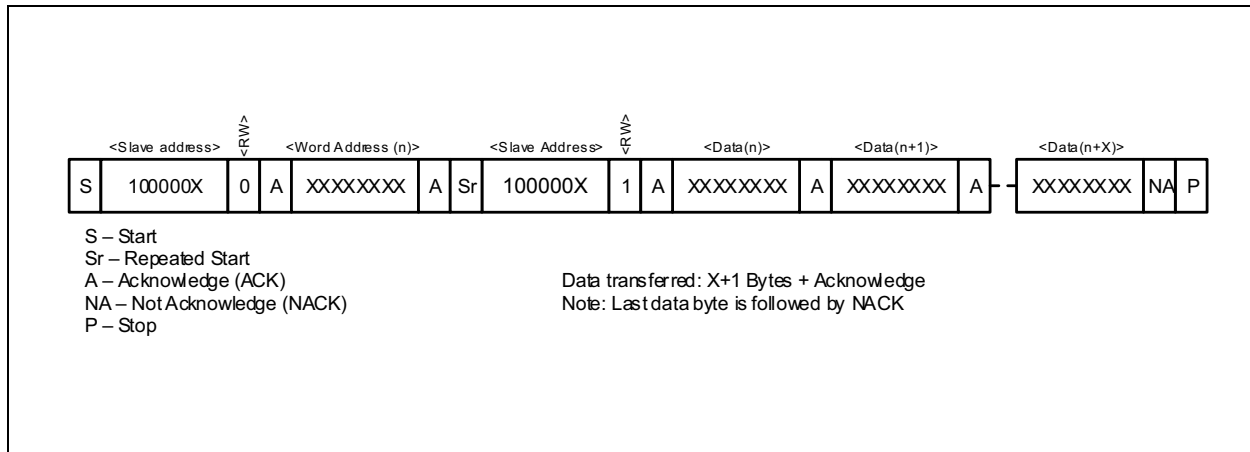 <Slave address> <RW> <Word Address (n)> <Slave Address> <RW> <Data(n)> <Data(n+1)> <Data(n+X)>
S 100000X 0 A XXXXXXXX A Sr 100000X 1 A XXXXXXXX A XXXXXXXX A XXXXXXXX NA P
S – Start
Sr – Repeated Start
A – Acknowledge (ACK)
NA – Not Acknowledge (NACK)
P – Stop
Data transferred: X+1 Bytes + Acknowledge
Note: Last data byte is followed by NACK